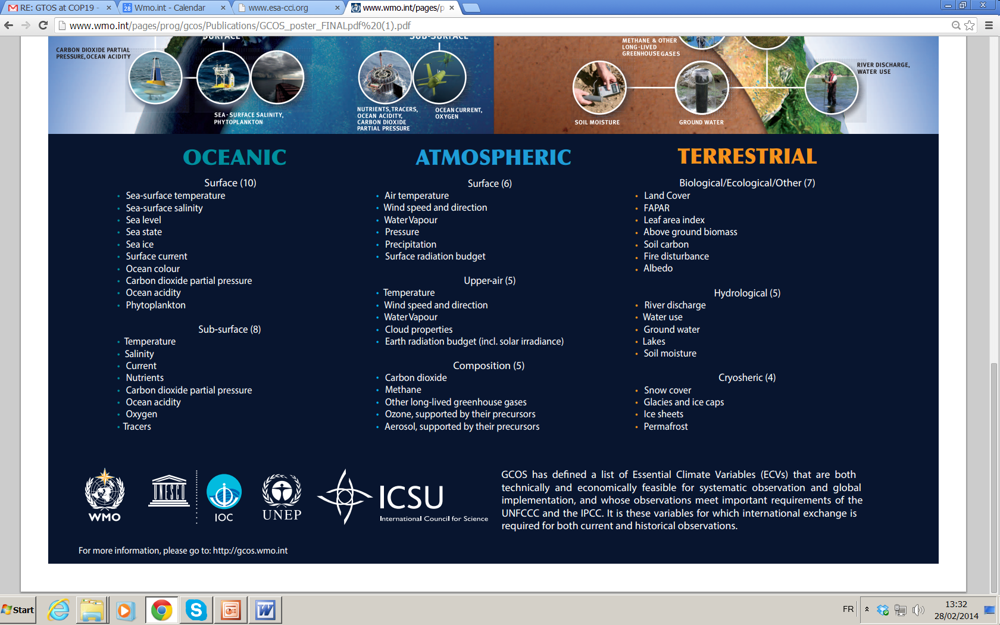 RE: GTOS at COP19 -
28 Wmo.int - Calendar
www.esa-cci.org
www.wmo.int/pages/p
www.wmo.int/pages/prog/gcos/Publications/GCOS_poster_FINALpdf%20(1).pdf
SURFACE
SUB-SURFACE
CARBON DIOXIDE PARTIAL
PRESSURE, OCEAN ACIDITY
SEA - SURFACE SALINITY,
PHYTOPLANKTON
NUTRIENTS, TRACERS,
OCEAN ACIDITY,
CARBON DIOXIDE
PARTIAL PRESSURE
OCEAN CURRENT,
OXYGEN
METHANE & OTHER
LONG-LIVED
GREENHOUSE GASES
SOIL MOISTURE
GROUND WATER
RIVER DISCHARGE,
WATER USE
OCEANIC
Surface (10)
• Sea-surface temperature
• Sea-surface salinity
• Sea level
• Sea state
• Sea ice
• Surface current
• Ocean colour
• Carbon dioxide partial pressure
• Ocean acidity
• Phytoplankton
Sub-surface (8)
• Temperature
• Salinity
• Current
• Nutrients
• Carbon dioxide partial pressure
• Ocean acidity
• Oxygen
• Tracers
ATMOSPHERIC
Surface (6)
• Air temperature
• Wind speed and direction
• Water Vapour
• Pressure
• Precipitation
• Surface radiation budget
Upper-air (5)
• Temperature
• Wind speed and direction
• Water Vapour
• Cloud properties
• Earth radiation budget (incl. solar irradiance)
Composition (5)
• Carbon dioxide
• Methane
• Other long-lived greenhouse gases
• Ozone, supported by their precursors
• Aerosol, supported by their precursors
TERRESTRIAL
Biological/Ecological/Other (7)
• Land Cover
• FAPAR
• Leaf area index
• Above ground biomass
• Soil carbon
• Fire disturbance
• Albedo
Hydrological (5)
• River discharge
• Water use
• Ground water
• Lakes
• Soil moisture
Cryosheric (4)
• Snow cover
• Glacies and ice caps
• Ice sheets
• Permafrost
WMO
UNESCO
IOC
UNEP
ICSU
International Council for Science
GCOS has defined a list of Essential Climate Variables (ECVs) that are both
technically and economically feasible for systematic observation and global
implementation, and whose observations meet important requirements of the
UNFCCC and the IPCC. It is these variables for which international exchange is
required for both current and historical observations.
For more information, please go to: http://gcos.wmo.int
Start
FR
13:32
28/02/2014